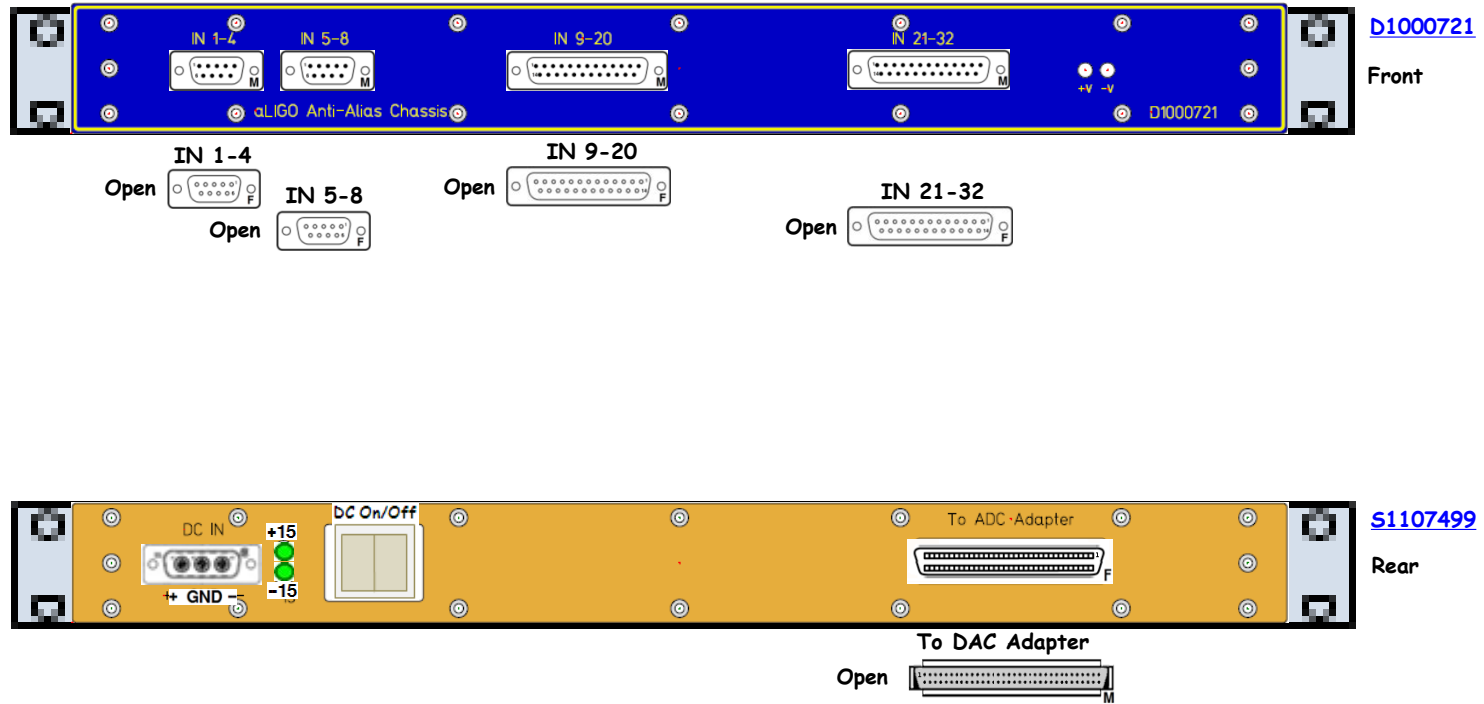 IN 1-4
IN 5-8
IN 9-20
IN 21-32
D1000721
M
M
M
M
Front
+V -V
aLIGO Anti-Alias Chassis
D1000721
IN 1-4
IN 9-20
Open
F
IN 5-8
Open
F
IN 21-32
Open
F
Open
F
DC IN
+15
DC On/Off
To ADC Adapter
S1107499
1
F
Rear
+ GND -
-15
To DAC Adapter
Open
1
M